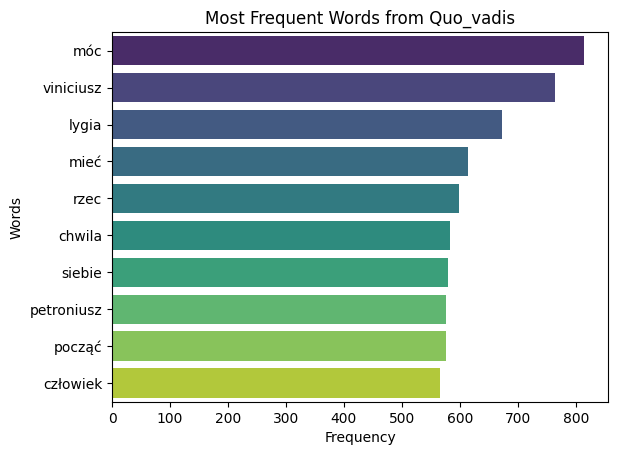 Most Frequent Words from Quo_vadis
Words
móc
viniciusz
lygia
mieć
rzec
chwila
siebie
petroniusz
począć
człowiek
0 100 200 300 400 500 600 700 800
Frequency